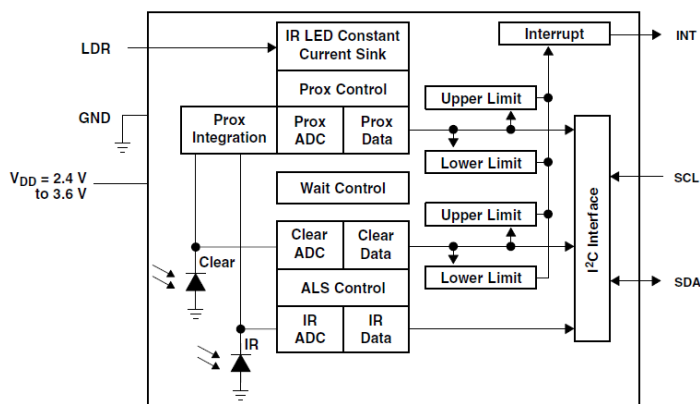 LDR
IR LED Constant
Current Sink
Interrupt
INT
Prox Control
Upper Limit
GND
Prox
Integration
Prox
ADC
Prox
Data
Lower Limit
VDD = 2.4 V
to 3.6 V
Wait Control
SCL
Upper Limit
Clear
ADC
Clear
Data
I2C Interface
Clear
Lower Limit
SDA
ALS Control
IR
ADC
IR
Data
IR